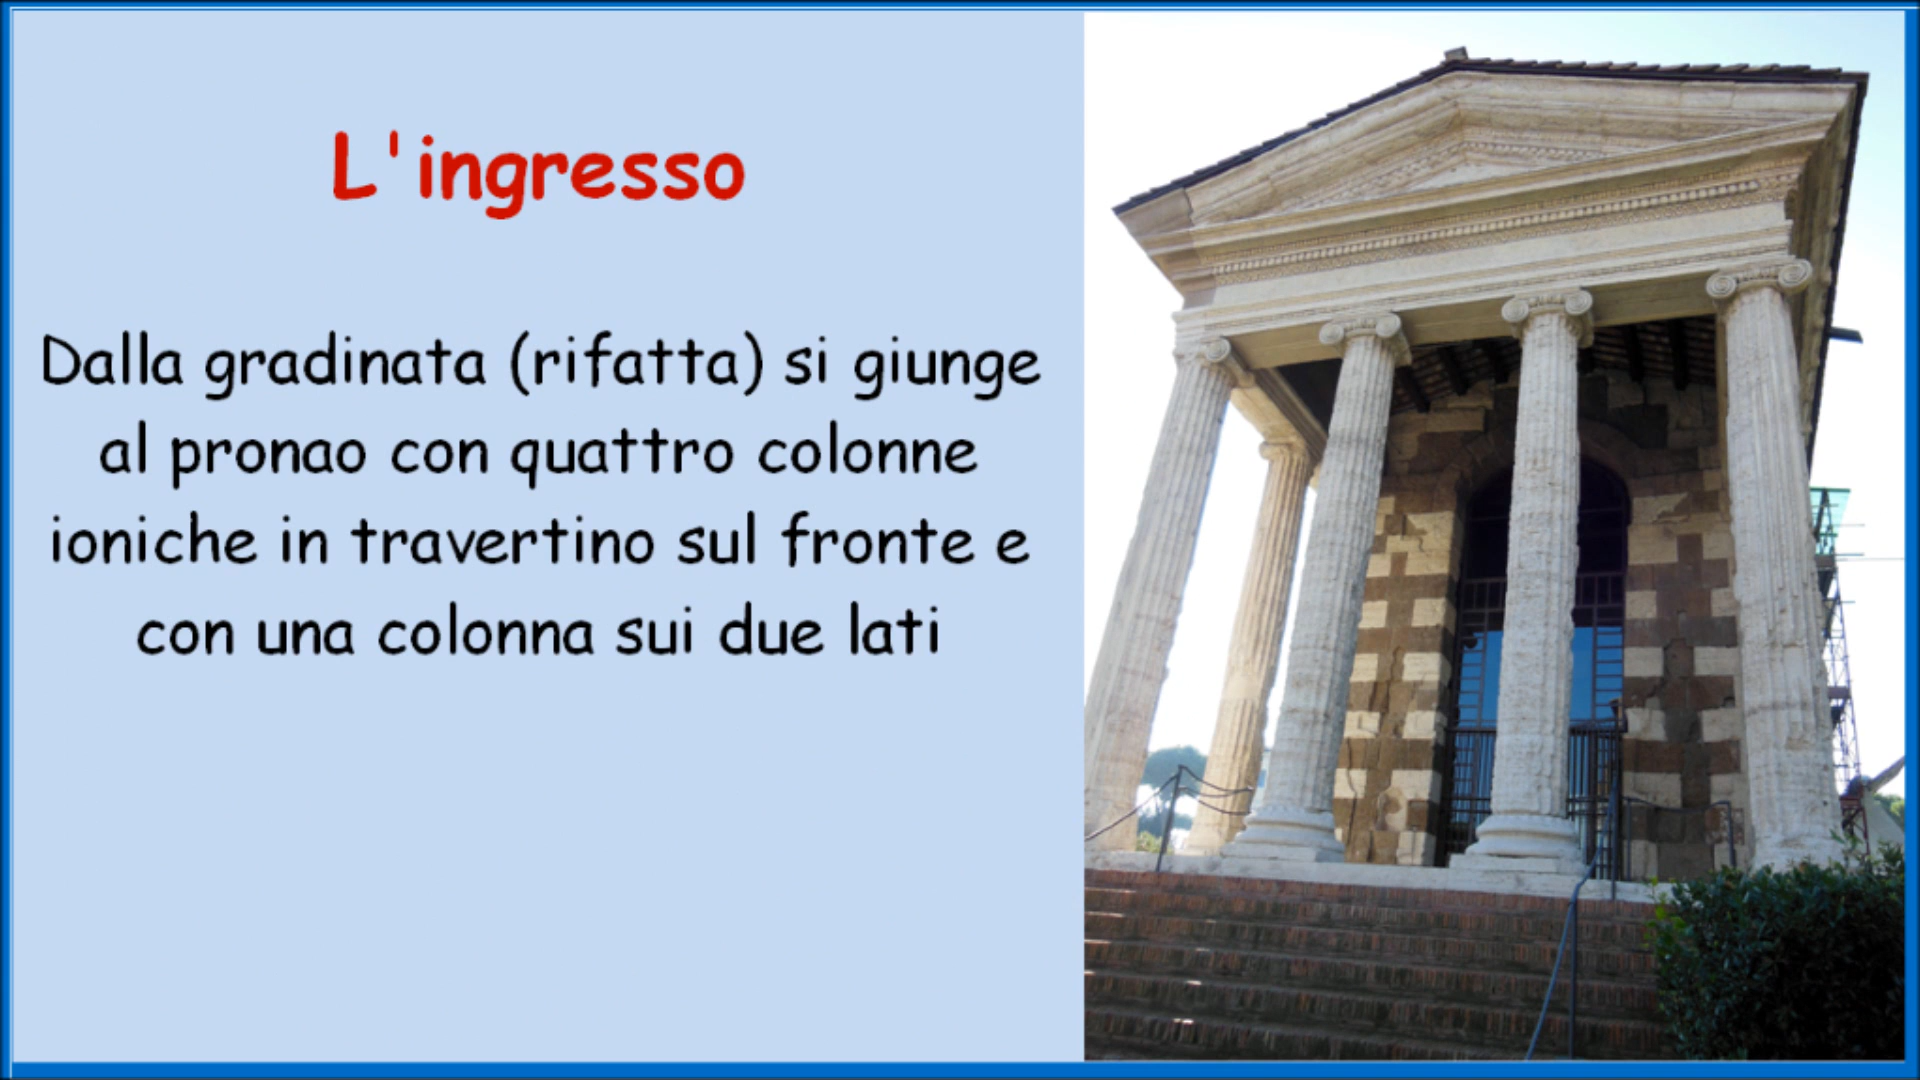 L'ingresso
Dalla gradinata (rifatta) si giunge
al pronao con quattro colonne
ioniche in travertino sul fronte e
con una colonna sui due lati